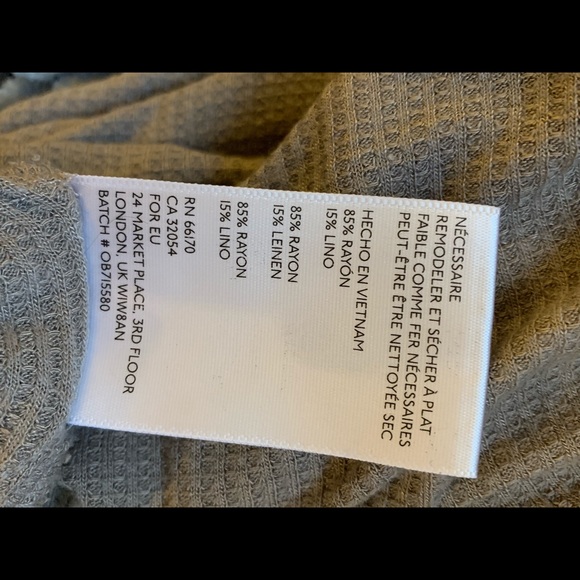 NÉCESSAIRE
REMODELER ET SÉCHER À PLAT
FAIBLE COMME FER NÉCESSAIRES
PEUT-ÊTRE ÊTRE NETTOYÉE SEC
HECHO EN VIETNAM
85% RAYÓN
15% LINO
85% RAYON
15% LEINEN
85% RAYON
15% LINO
RN 66170
CA 32054
FOR EU
24 MARKET PLACE, 3RD FLOOR
LONDON, UK W1W8AN
BATCH # OB715580